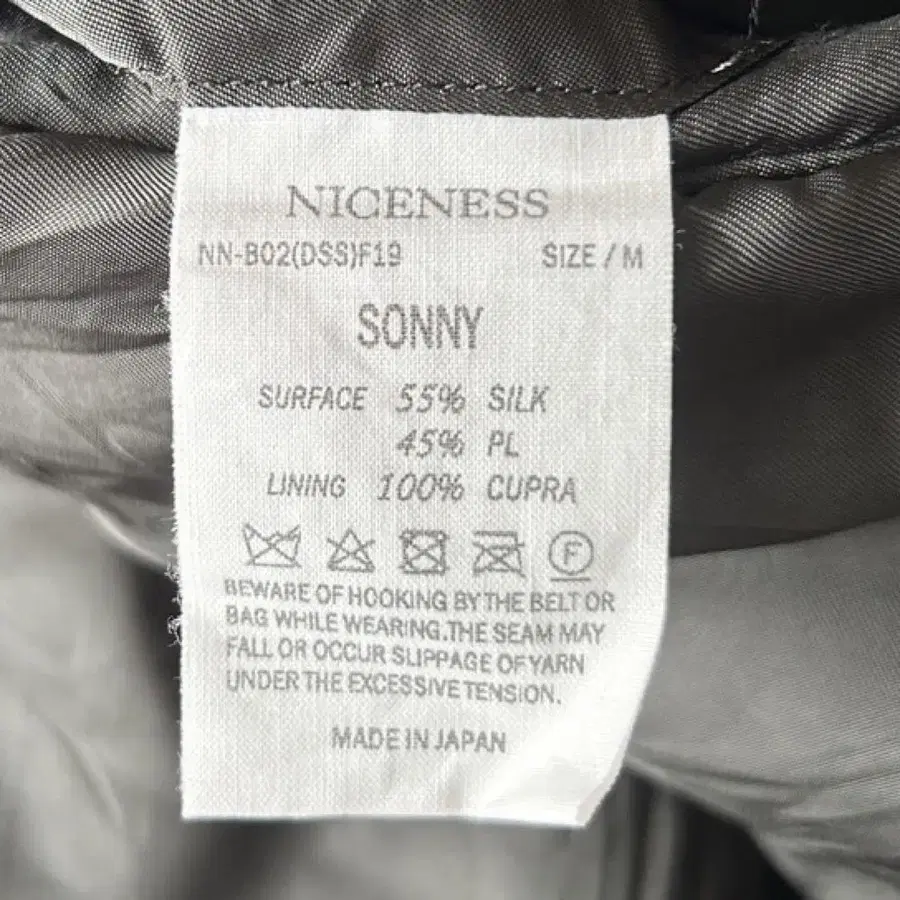 NICENESS
NN-B02(DSS)F19 SIZE / M
SONNY
SURFACE 55% SILK
45% PL
LINING 100% CUPRA
F
BEWARE OF HOOKING BY THE BELT OR
BAG WHILE WEARING.THE SEAM MAY
FALL OR OCCUR SLIPPAGE OF YARN
UNDER THE EXCESSIVE TENSION.
MADE IN JAPAN